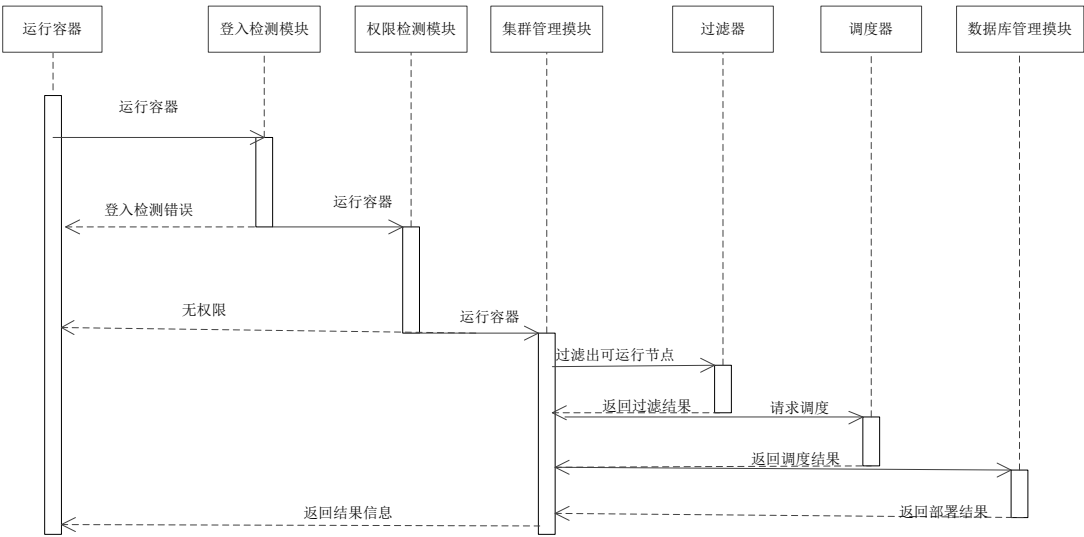 运行容器
登入检测模块
权限检测模块
集群管理摸块
过滤器
调度器
数据库管理摸块
运行容器
登入检测错误
运行容器
无权限
运行容器
过滤出可运行节点
返回过滤结果
请求调度
返回调度结果
返回部署结果
返回结果信息